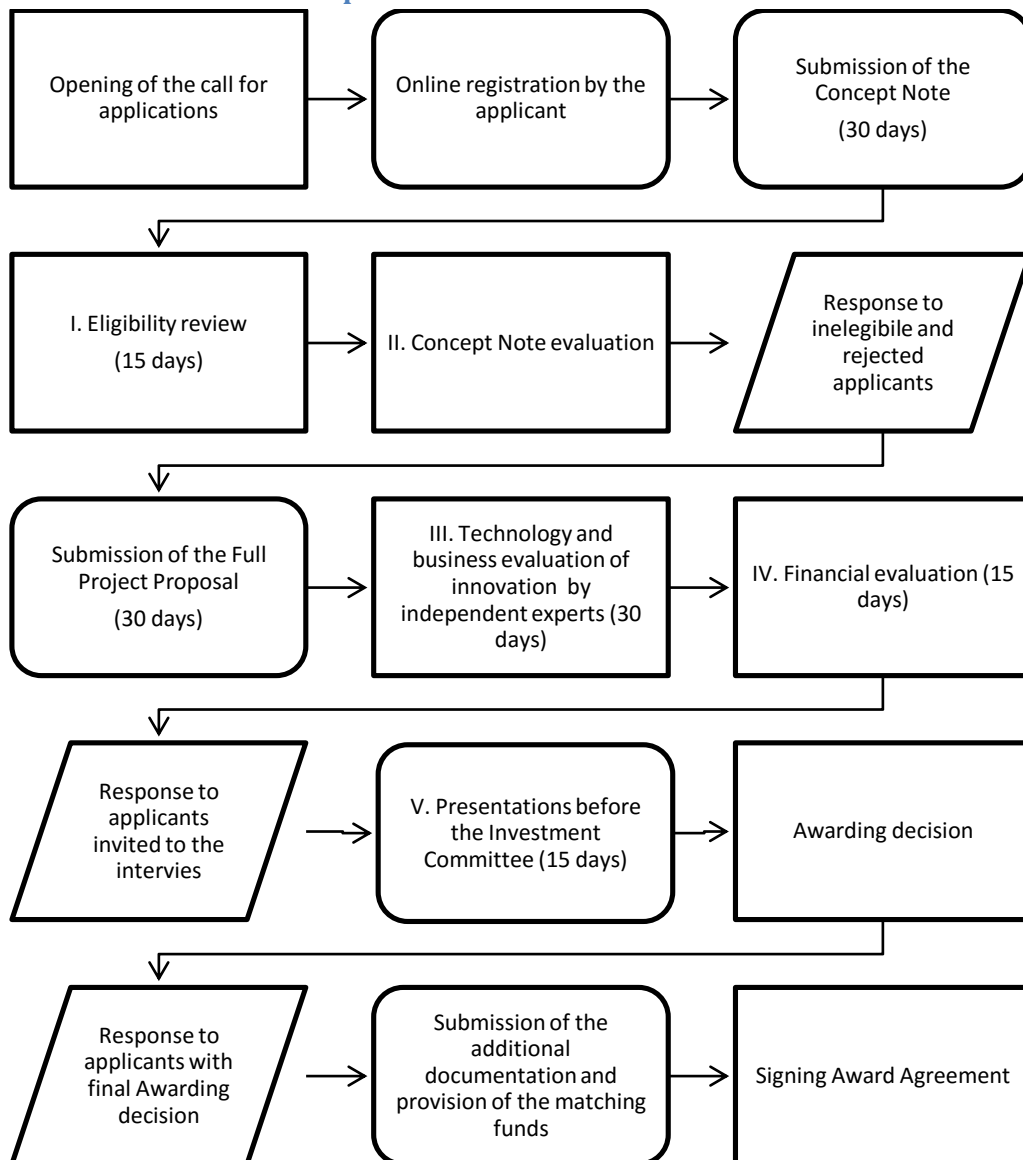 Opening of the call for
applications
Online registration by the
applicant
Submission of the
Concept Note
(30 days)
I. Eligibility review
(15 days)
II. Concept Note evaluation
Response to
inelegibile and
rejected
applicants
Submission of the Full
Project Proposal
(30 days)
III. Technology and
business evaluation of
innovation by
independent experts (30
days)
IV. Financial evaluation (15
days)
Response to
applicants
invited to the
intervies
V. Presentations before
the Investment
Committee (15 days)
Awarding decision
Response to
applicants with
final Awarding
decision
Submission of the
additional
documentation and
provision of the matching
funds
Signing Award Agreement